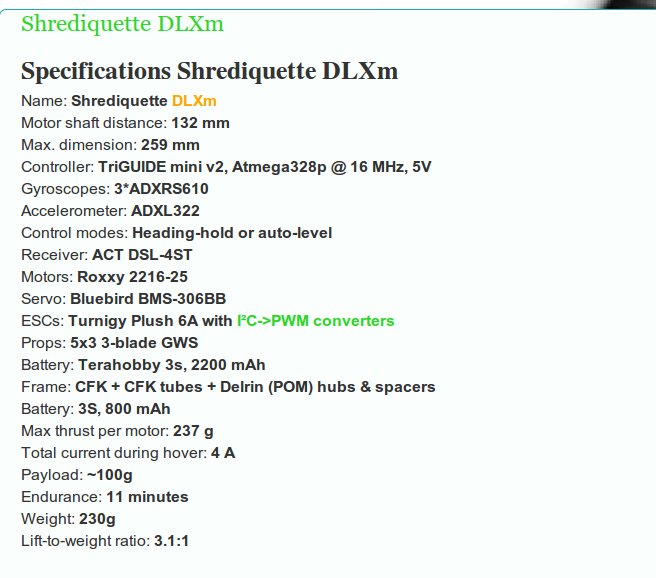 Shrediquette DLXm
Specifications Shrediquette DLXm
Name: Shrediquette DLXm
Motor shaft distance: 132 mm
Max. dimension: 259 mm
Controller: TriGUIDE mini v2, Atmega328p @ 16 MHz, 5V
Gyroscopes: 3*ADXRS610
Accelerometer: ADXL322
Control modes: Heading-hold or auto-level
Receiver: ACT DSL-4ST
Motors: Roxxy 2216-25
Servo: Bluebird BMS-306BB
ESCs: Turnigy Plush 6A with I²C->PWM converters
Props: 5x3 3-blade GWS
Battery: Terahobby 3s, 2200 mAh
Frame: CFK + CFK tubes + Delrin (POM) hubs & spacers
Battery: 3S, 800 mAh
Max thrust per motor: 237 g
Total current during hover: 4 A
Payload: ~100g
Endurance: 11 minutes
Weight: 230g
Lift-to-weight ratio: 3.1:1